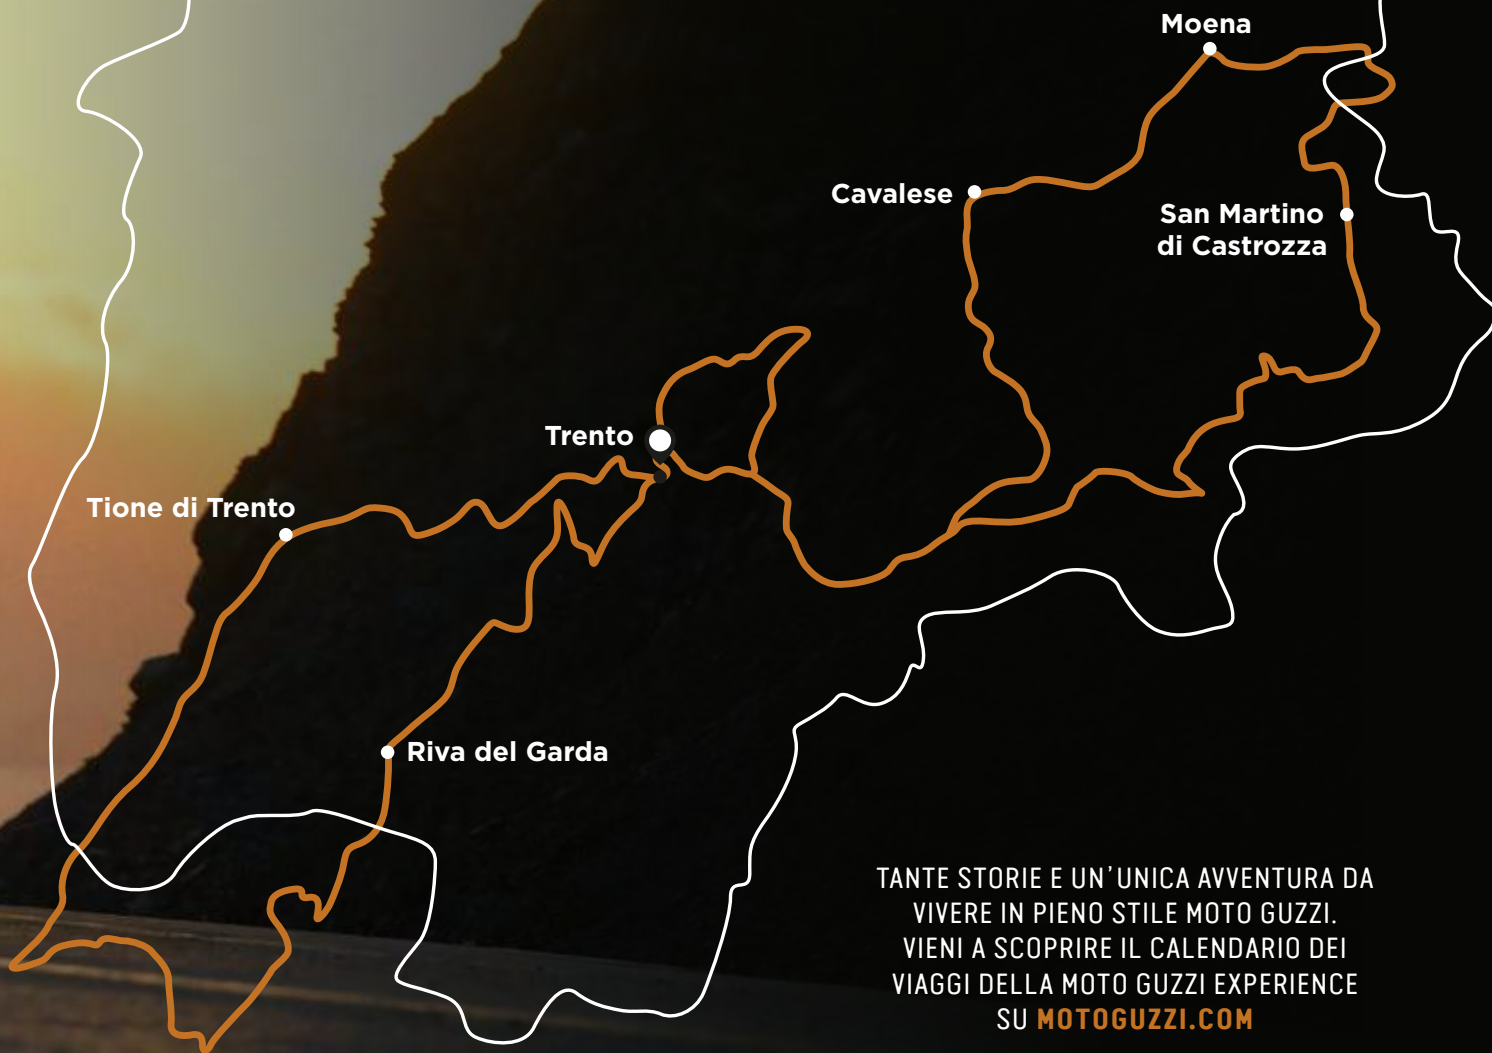 Moena
Cavalese
San Martino
di Castrozza
Trento
Tione di Trento
Riva del Garda
TANTE STORIE E UN'UNICA AVVENTURA DA
VIVERE IN PIENO STILE MOTO GUZZI.
VIENI A SCOPRIRE IL CALENDARIO DEI
VIAGGI DELLA MOTO GUZZI EXPERIENCE
SU MOTOGUZZI.COM